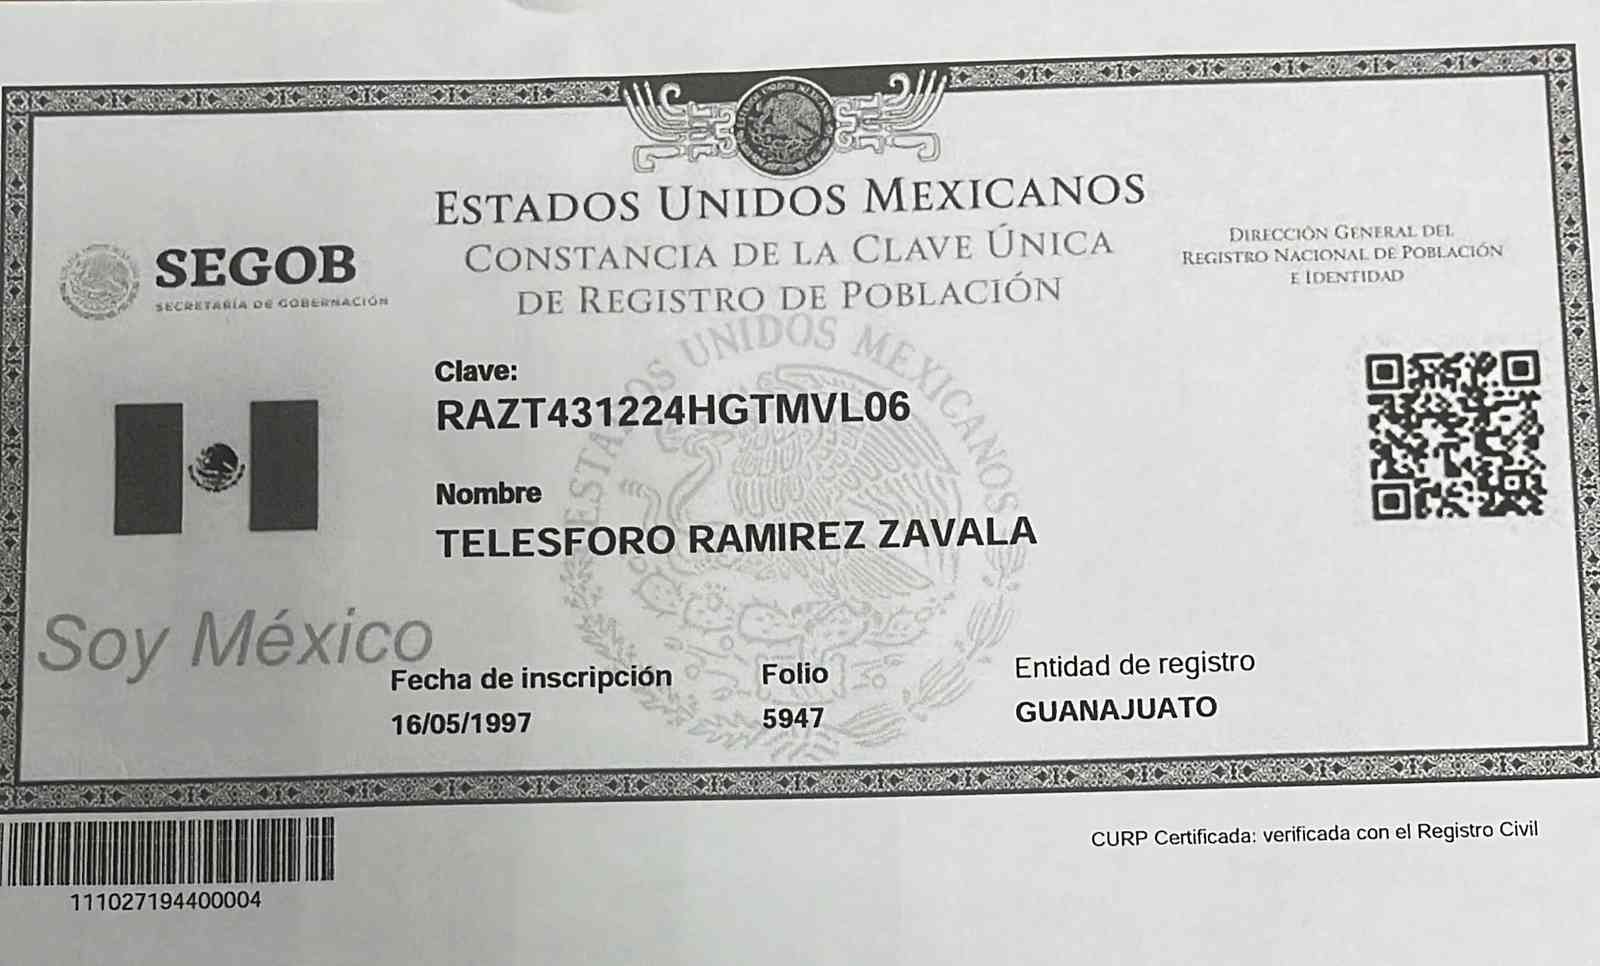 ESTADOS UNIDOS MEXICANOS
CONSTANCIA DE LA CLAVE ÚNICA
DE REGISTRO DE POBLACIÓN
SEGOB
SECRETARÍA DE GOBERNACIÓN
DIRECCIÓN GENERAL DEL
REGISTRO NACIONAL DE POBLACIÓN
E IDENTIDAD
ESTADOS UNIDOS MEXICANOS
Clave:
RAZT431224HGTMVL06
Nombre
TELESFORO RAMIREZ ZAVALA
Soy México
Fecha de inscripción
16/05/1997
Folio
5947
Entidad de registro
GUANAJUATO
111027194400004
CURP Certificada: verificada con el Registro Civil